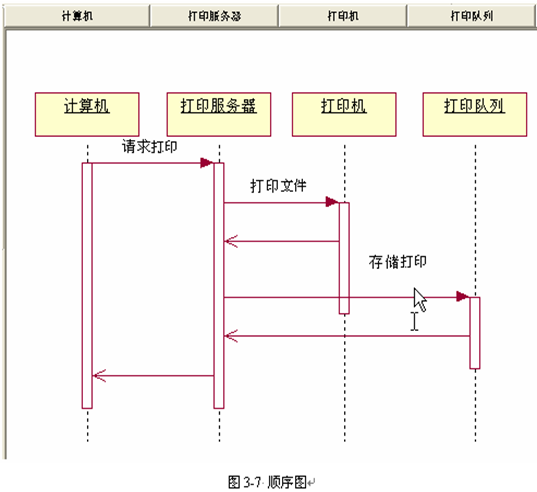 计算机 打印服务器 打印机 打印队列
计算机 打印服务器 打印机 打印队列
请求打印
打印文件
存储打印
图 3-7 顺序图